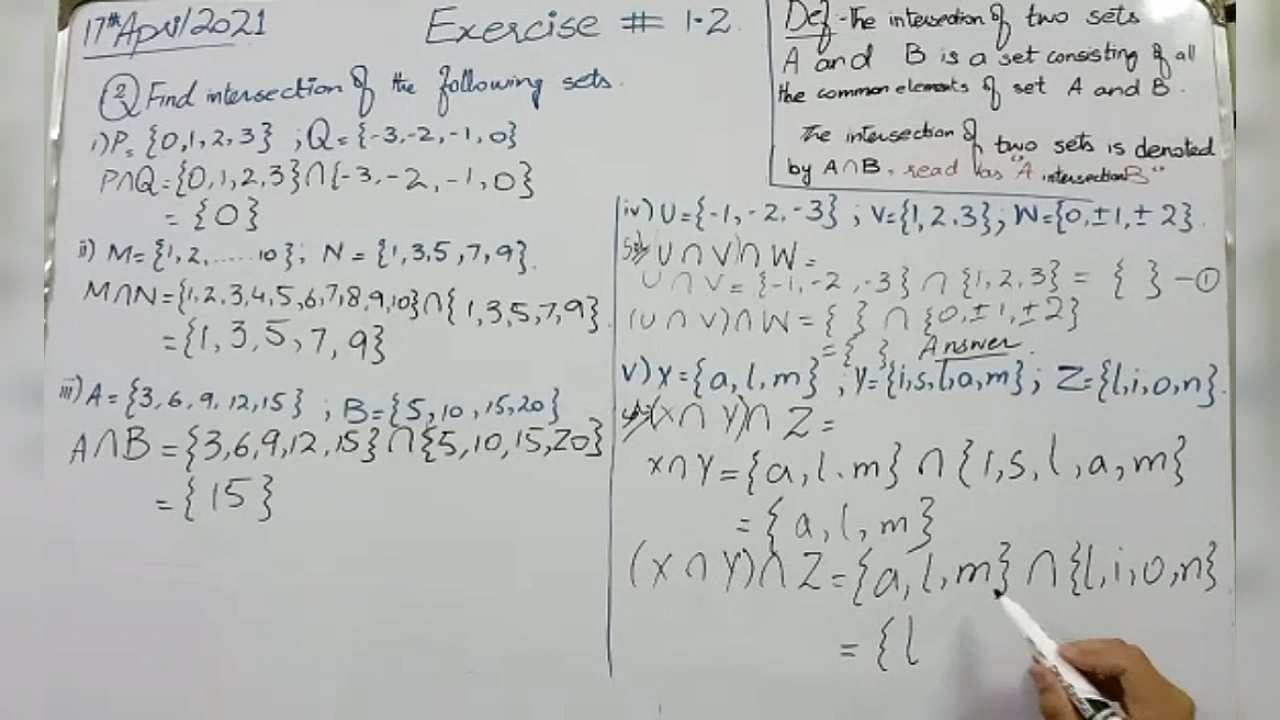 17th April 2021
Exercise # 1.2
Q2 Find intersection of the following sets.
i) P= {0,1,2,3} ; Q={-3,-2,-1,0}
P∩Q={0,1,2,3}∩{-3,-2,-1,0}
={0}
ii) M={1,2,.....10}; N={1,3,5,7,9}.
M∩N={1,2,3,4,5,6,7,8,9,10}∩{1,3,5,7,9}
={1,3,5,7,9}
iii) A={3,6,9,12,15} ; B={5,10,15,20}
A∩B={3,6,9,12,15}∩{5,10,15,20}
={15}
Def - The intersection of two sets
A and B is a set consisting of all
the common elements of set A and B.
The intersection of two sets is denoted
by A∩B, read as "A intersection B"
iv) U={-1,-2,-3} ; V={1,2,3}; W={0,±1,±2}.
Sol: U∩V)∩W=
U∩V={-1,-2,-3}∩{1,2,3}={ } —①
(U∩V)∩W={ }∩{0,±1,±2}
={ } Answer.
v) X={a,l,m} , Y={i,s,l,a,m}; Z={l,i,o,n}.
(X∩Y)∩Z=
X∩Y={a,l.m}∩{i,s,l,a,m}
={a,l,m}
(X∩Y)∩Z={a,l,m}∩{l,i,o,n}
={l